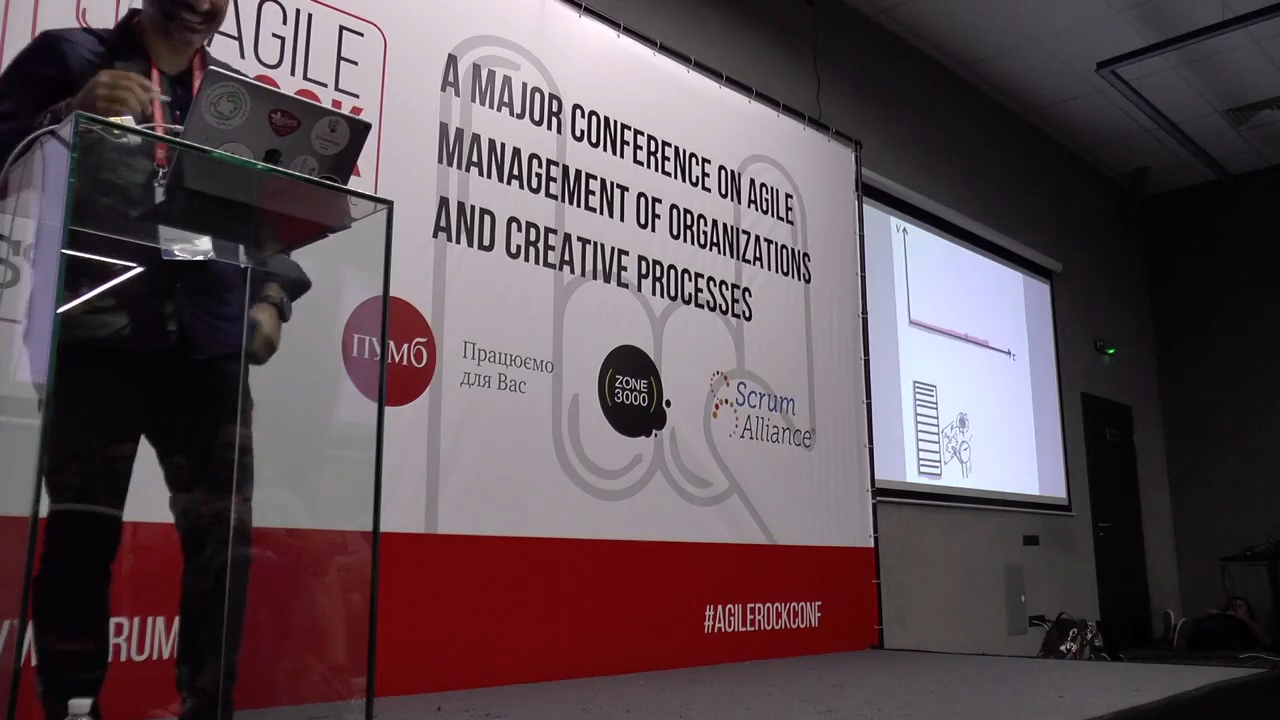 AGILE
A MAJOR CONFERENCE ON AGILE
MANAGEMENT OF ORGANIZATIONS
AND CREATIVE PROCESSES
ПУМБ
Працюємо
для Вас
ZONE
3000
Scrum
Alliance
#AGILEROCKCONF
V